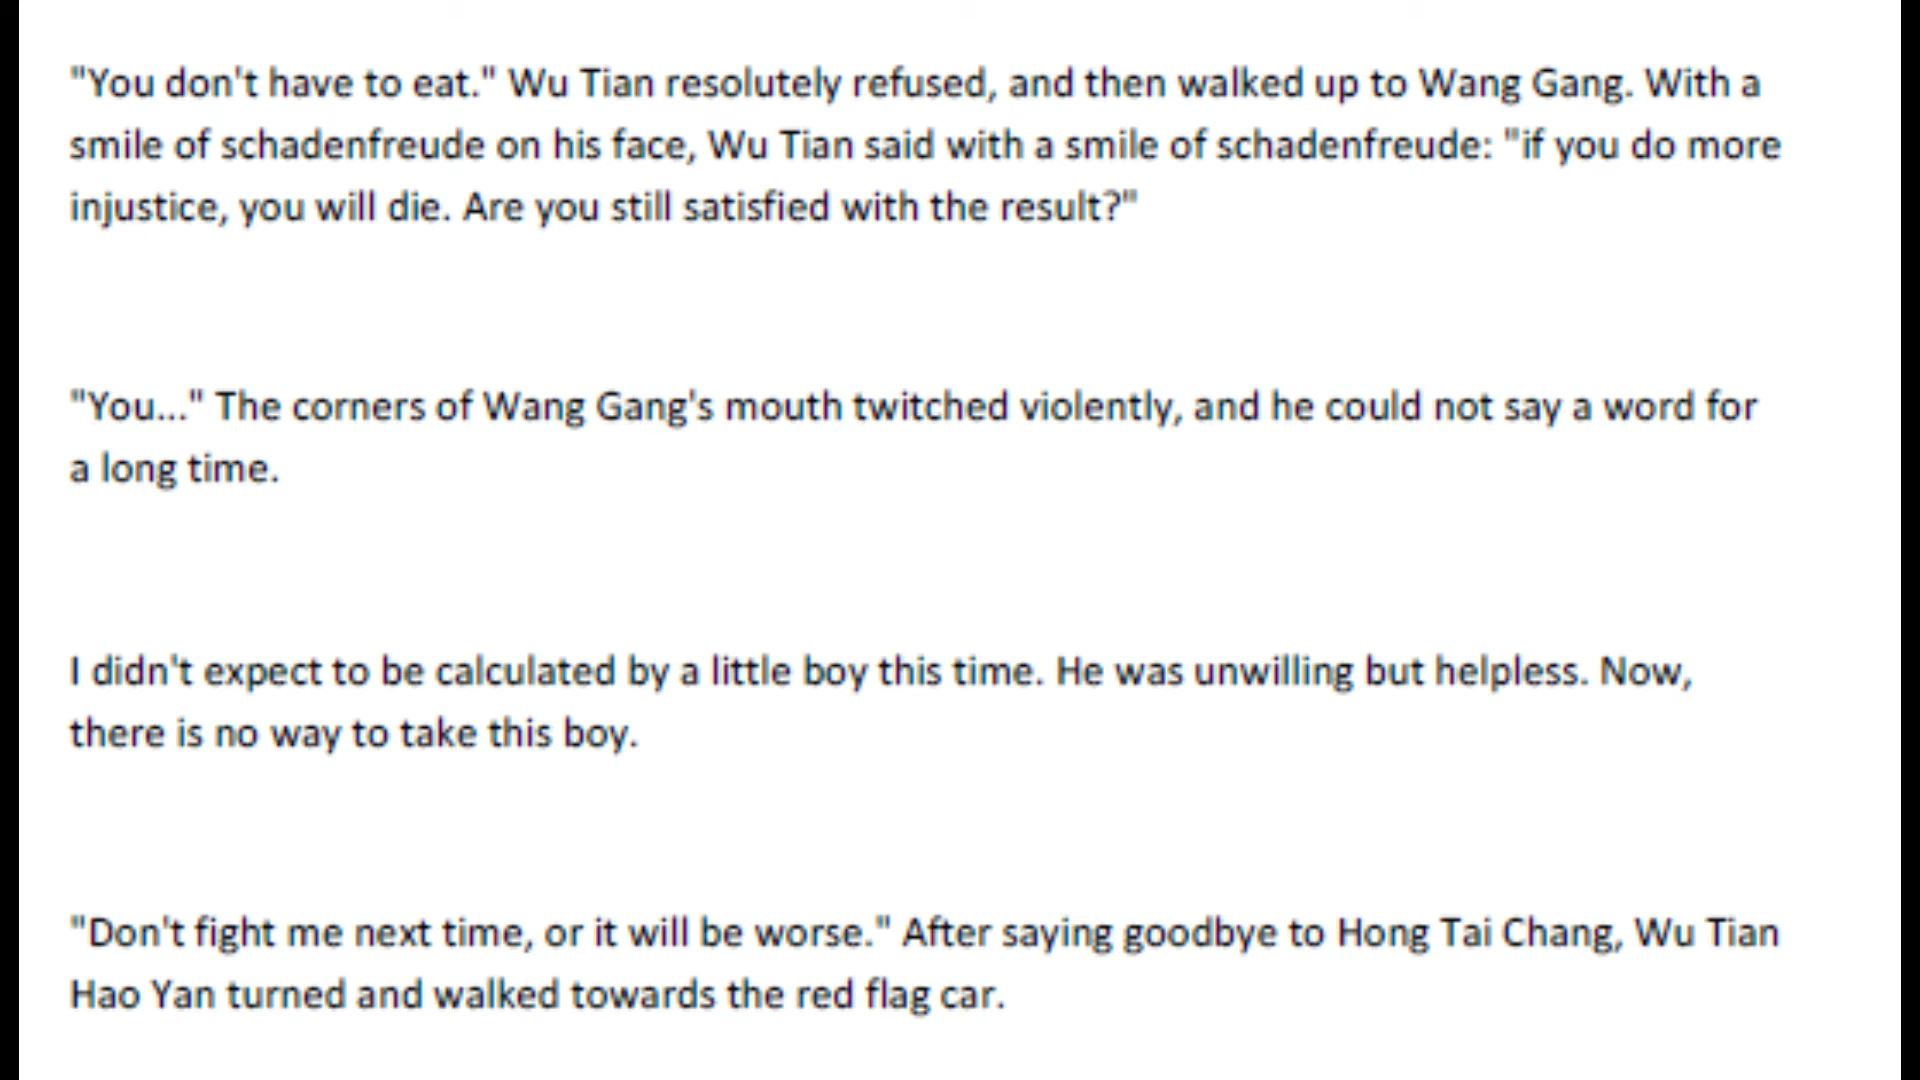 "You don't have to eat." Wu Tian resolutely refused, and then walked up to Wang Gang. With a
smile of schadenfreude on his face, Wu Tian said with a smile of schadenfreude: "if you do more
injustice, you will die. Are you still satisfied with the result?"
"You..." The corners of Wang Gang's mouth twitched violently, and he could not say a word for
a long time.
I didn't expect to be calculated by a little boy this time. He was unwilling but helpless. Now,
there is no way to take this boy.
"Don't fight me next time, or it will be worse." After saying goodbye to Hong Tai Chang, Wu Tian
Hao Yan turned and walked towards the red flag car.